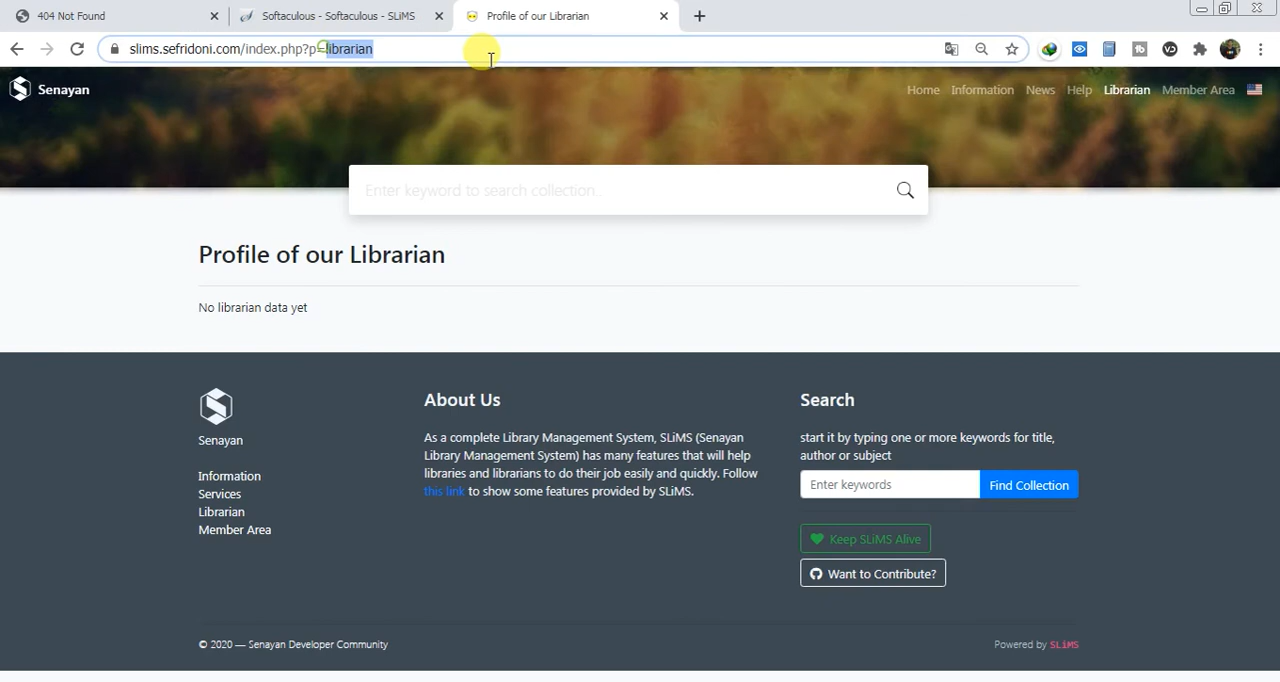 404 Not Found
Softaculous - Softaculous - SLiMS
Profile of our Librarian
slims.sefridoni.com/index.php?p=librarian
Senayan
Home Information News Help Librarian Member Area
Enter keyword to search collection...
Profile of our Librarian
No librarian data yet
Senayan
Information
Services
Librarian
Member Area
About Us
As a complete Library Management System, SLiMS (Senayan
Library Management System) has many features that will help
libraries and librarians to do their job easily and quickly. Follow
this link to show some features provided by SLiMS.
Search
start it by typing one or more keywords for title,
author or subject
Enter keywords Find Collection
Keep SLiMS Alive
Want to Contribute?
© 2020 — Senayan Developer Community
Powered by SLiMS